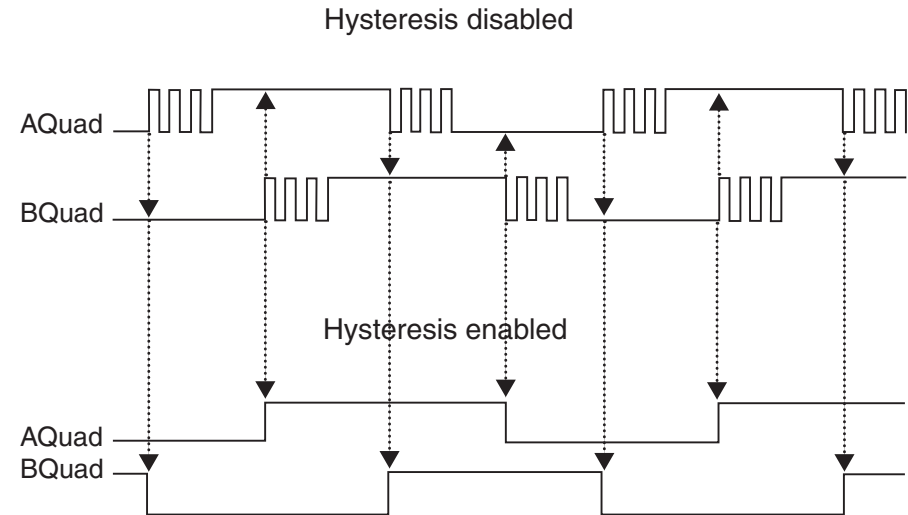 Hysteresis disabled
AQuad
BQuad
Hysteresis enabled
AQuad
BQuad